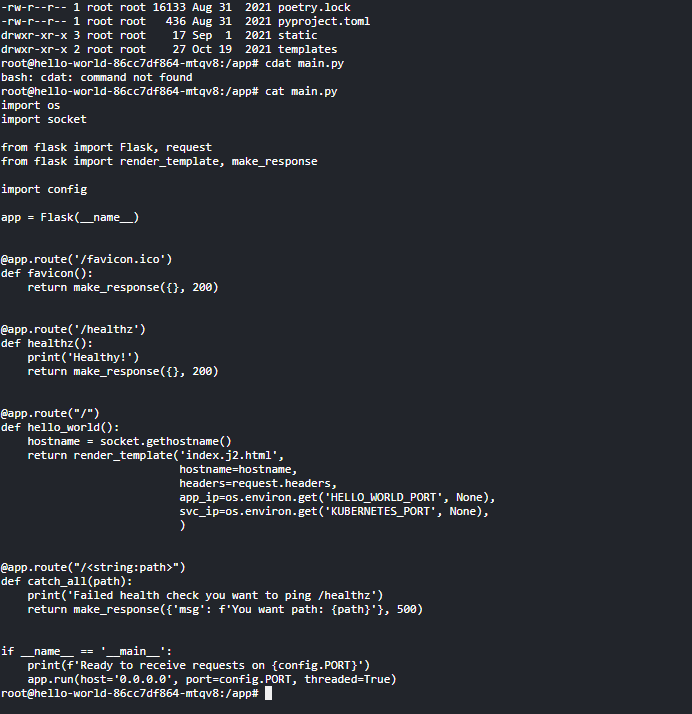 -rw-r--r-- 1 root root 16133 Aug 31  2021 poetry.lock
-rw-r--r-- 1 root root   436 Aug 31  2021 pyproject.toml
drwxr-xr-x 3 root root    17 Sep  1  2021 static
drwxr-xr-x 2 root root    27 Oct 19  2021 templates
root@hello-world-86cc7df864-mtqv8:/app# cdat main.py
bash: cdat: command not found
root@hello-world-86cc7df864-mtqv8:/app# cat main.py
import os
import socket

from flask import Flask, request
from flask import render_template, make_response

import config

app = Flask(__name__)


@app.route('/favicon.ico')
def favicon():
    return make_response({}, 200)


@app.route('/healthz')
def healthz():
    print('Healthy!')
    return make_response({}, 200)


@app.route("/")
def hello_world():
    hostname = socket.gethostname()
    return render_template('index.j2.html',
                           hostname=hostname,
                           headers=request.headers,
                           app_ip=os.environ.get('HELLO_WORLD_PORT', None),
                           svc_ip=os.environ.get('KUBERNETES_PORT', None),
                           )


@app.route("/<string:path>")
def catch_all(path):
    print('Failed health check you want to ping /healthz')
    return make_response({'msg': f'You want path: {path}'}, 500)


if __name__ == '__main__':
    print(f'Ready to receive requests on {config.PORT}')
    app.run(host='0.0.0.0', port=config.PORT, threaded=True)
root@hello-world-86cc7df864-mtqv8:/app#